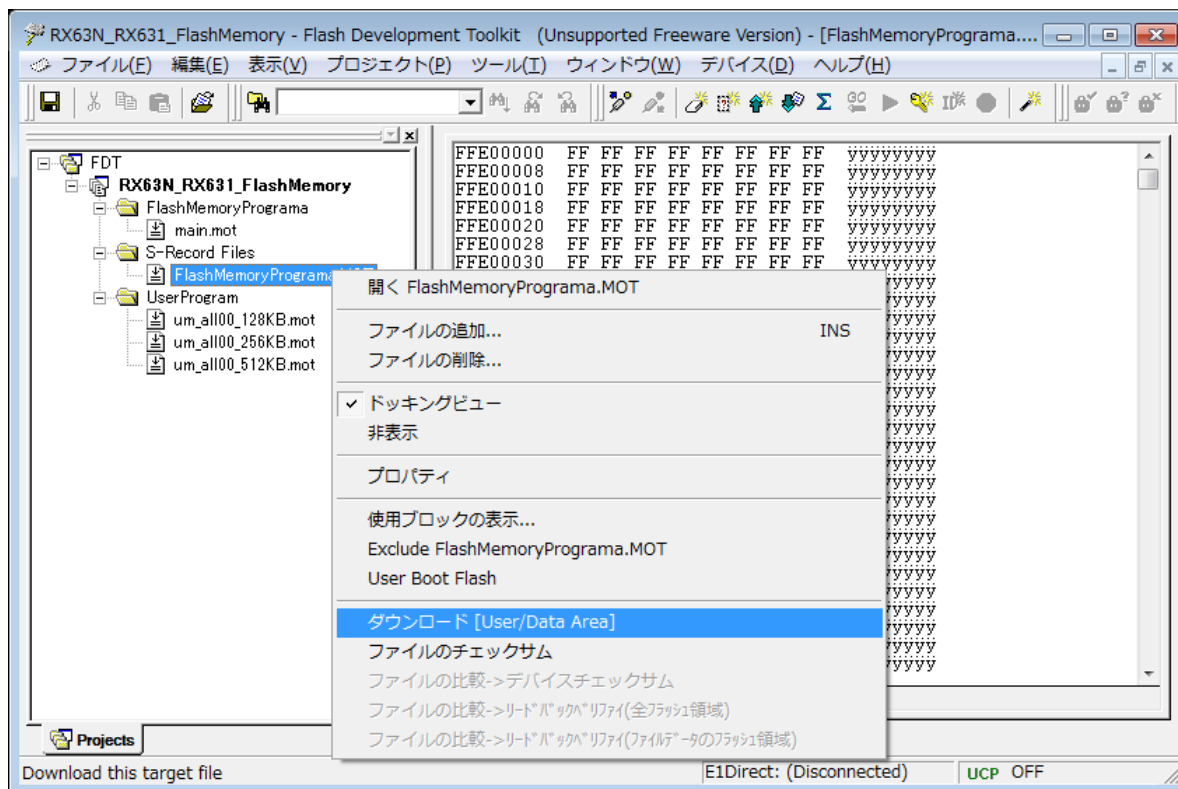 RX63N_RX631_FlashMemory - Flash Development Toolkit (Unsupported Freeware Version) - [FlashMemoryPrograma....
ファイル(F) 編集(E) 表示(V) プロジェクト(P) ツール(T) ウィンドウ(W) デバイス(D) ヘルプ(H)
FDT
RX63N_RX631_FlashMemory
FlashMemoryPrograma
main.mot
S-Record Files
FlashMemoryPrograma.MOT
UserProgram
um_all00_128KB.mot
um_all00_256KB.mot
um_all00_512KB.mot
Projects
FFE00000 FF FF FF FF FF FF FF FF ÿÿÿÿÿÿÿÿ
FFE00008 FF FF FF FF FF FF FF FF ÿÿÿÿÿÿÿÿ
FFE00010 FF FF FF FF FF FF FF FF ÿÿÿÿÿÿÿÿ
FFE00018 FF FF FF FF FF FF FF FF ÿÿÿÿÿÿÿÿ
FFE00020 FF FF FF FF FF FF FF FF ÿÿÿÿÿÿÿÿ
FFE00028 FF FF FF FF FF FF FF FF ÿÿÿÿÿÿÿÿ
FFE00030 FF FF FF FF FF FF FF FF ÿÿÿÿÿÿÿÿ
開く FlashMemoryPrograma.MOT
ファイルの追加... INS
ファイルの削除...
ドッキングビュー
非表示
プロパティ
使用ブロックの表示...
Exclude FlashMemoryPrograma.MOT
User Boot Flash
ダウンロード [User/Data Area]
ファイルのチェックサム
ファイルの比較->デバイスチェックサム
ファイルの比較->ﾘｰﾄﾞﾊﾞｯｸﾍﾞﾘﾌｧｲ(全ﾌﾗｯｼｭ領域)
ファイルの比較->ﾘｰﾄﾞﾊﾞｯｸﾍﾞﾘﾌｧｲ(ﾌｧｲﾙﾃﾞｰﾀのﾌﾗｯｼｭ領域)
Download this target file E1Direct: (Disconnected) UCP OFF